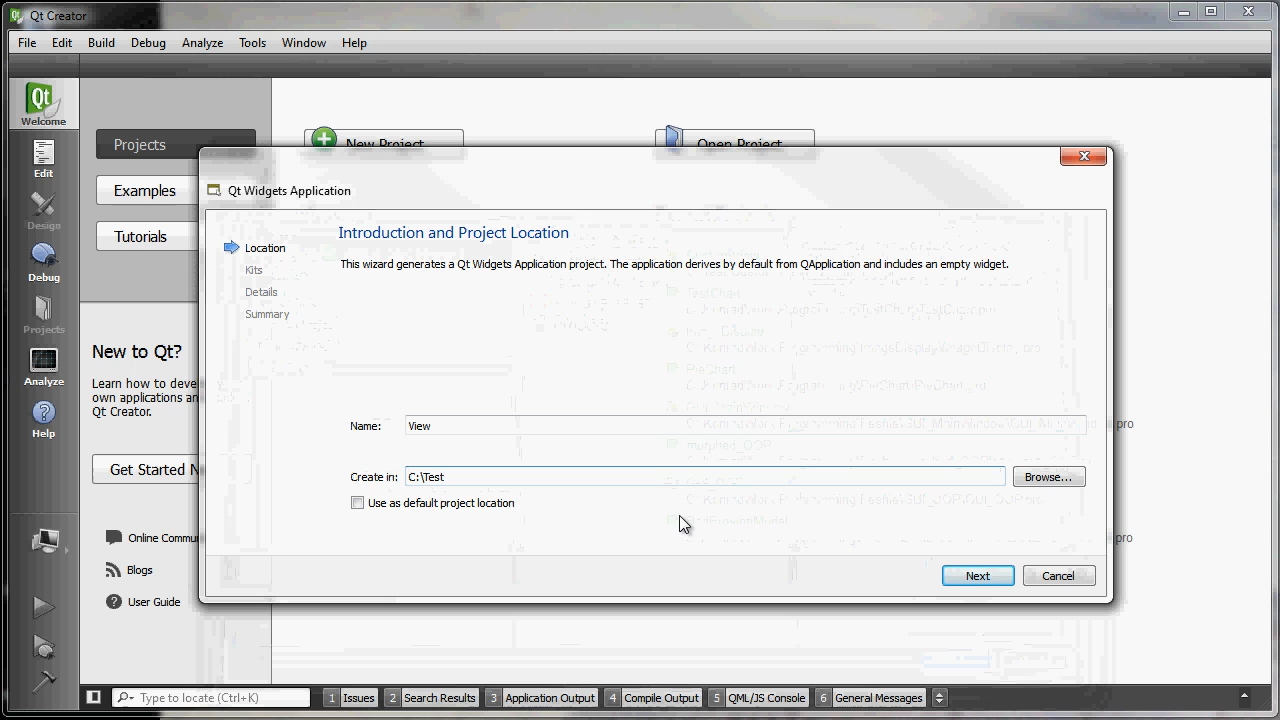 Qt Creator
File Edit Build Debug Analyze Tools Window Help
Qt
Welcome
Edit
Design
Debug
Projects
Analyze
Help
Projects
Examples
Tutorials
New to Qt?
Learn how to deve
own applications an
Qt Creator.
Get Started N
Online Commu
Blogs
User Guide
New Project
Open Project
Qt Widgets Application
Location
Kits
Details
Summary
Introduction and Project Location
This wizard generates a Qt Widgets Application project. The application derives by default from QApplication and includes an empty widget.
TestChart
PieChart
Name: View
pro
Create in: C:\Test Browse...
Use as default project location
pro
Next Cancel
Type to locate (Ctrl+K) 1 Issues 2 Search Results 3 Application Output 4 Compile Output 5 QML/JS Console 6 General Messages